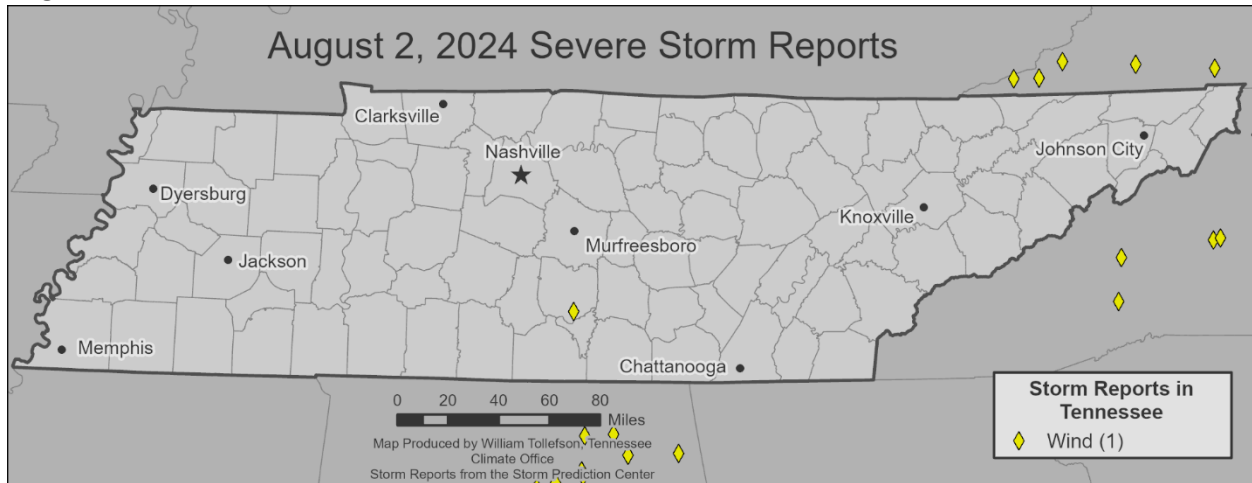 August 2, 2024 Severe Storm Reports
Clarksville
Nashville
Johnson City
Dyersburg
Knoxville
Murfreesboro
Jackson
Memphis
Chattanooga
0 20 40 60 80
Miles
Map Produced by William Tollefson, Tennessee
Climate Office
Storm Reports from the Storm Prediction Center
Storm Reports in
Tennessee
Wind (1)